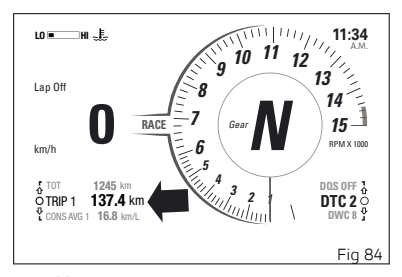 LO HI
11:34
A.M.
Lap Off
0
km/h
RACE
Gear
N
1
2
3
4
5
6
7
8
9
10
11
12
13
14
15
RPM X 1000
TOT 1245 km
TRIP 1 137.4 km
CONS AVG 1 16.8 km/L
DQS OFF
DTC 2
DWC 8
Fig 84